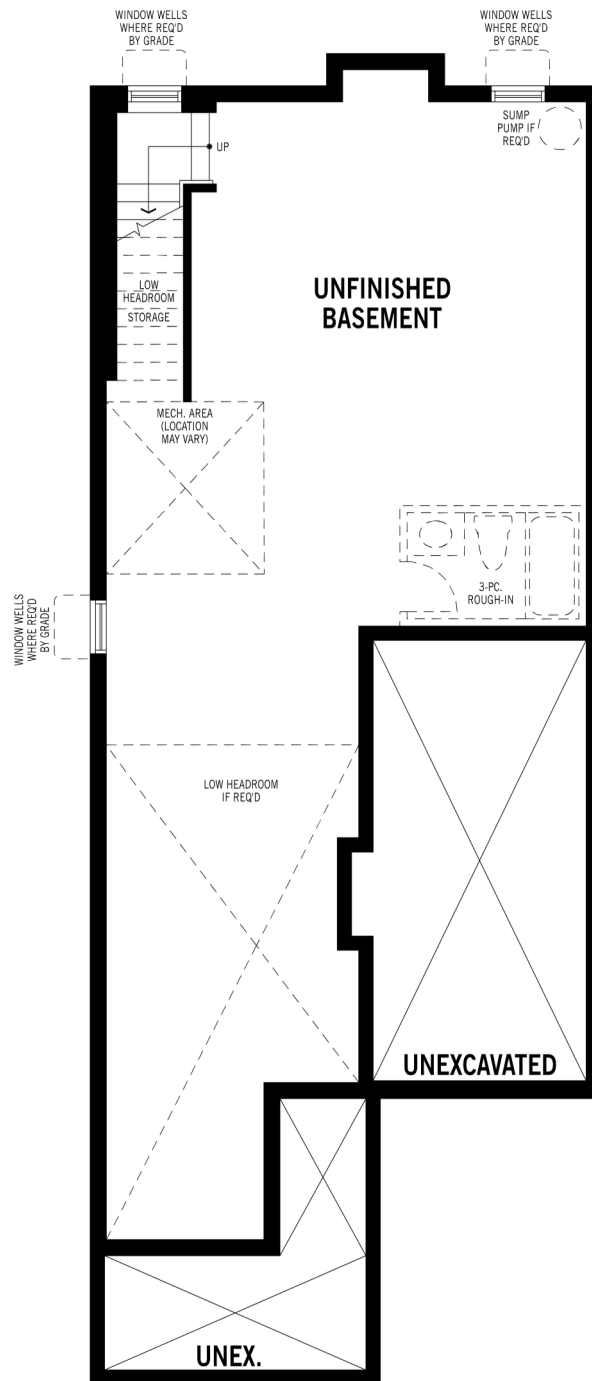 WINDOW WELLS
WHERE REQ'D
BY GRADE
WINDOW WELLS
WHERE REQ'D
BY GRADE
SUMP
PUMP IF
REQ'D
UP
LOW
HEADROOM
STORAGE
UNFINISHED
BASEMENT
MECH. AREA
(LOCATION
MAY VARY)
3-PC.
ROUGH-IN
WINDOW WELLS
WHERE REQ'D
BY GRADE
LOW HEADROOM
IF REQ'D
UNEXCAVATED
UNEX.